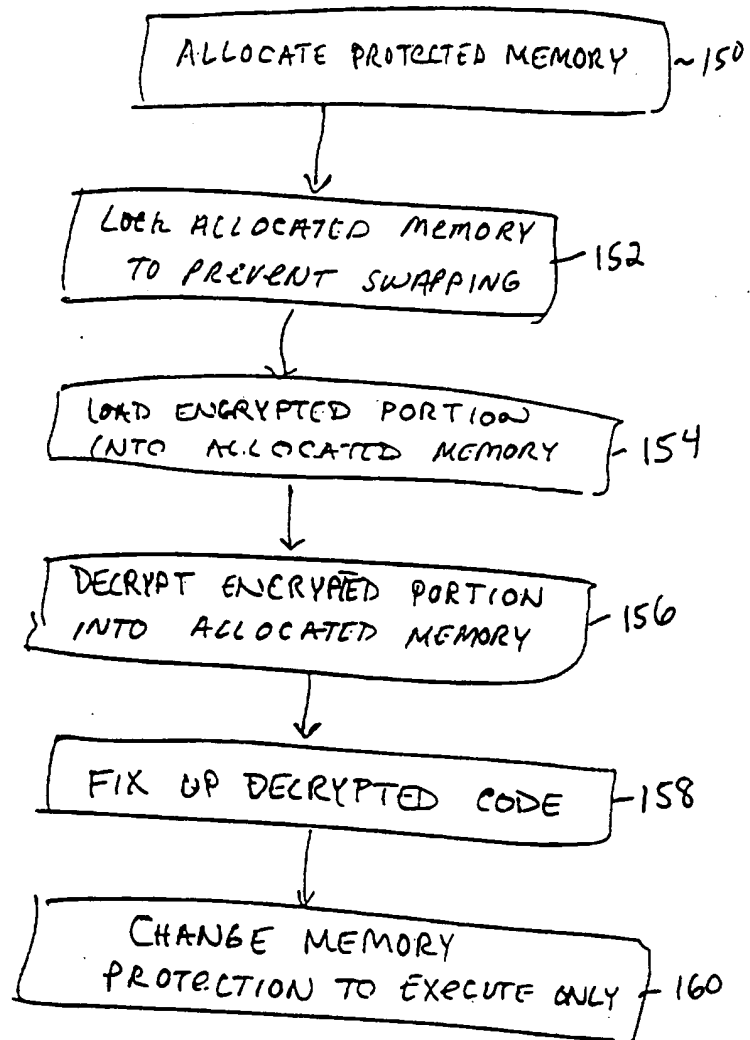 ALLOCATE PROTECTED MEMORY ~150
LOCK ALLOCATED MEMORY
TO PREVENT SWAPPING
152
LOAD ENCRYPTED PORTION
INTO ALLOCATED MEMORY
154
DECRYPT ENCRYPTED PORTION
INTO ALLOCATED MEMORY
156
FIX UP DECRYPTED CODE
158
CHANGE MEMORY
PROTECTION TO EXECUTE ONLY
160